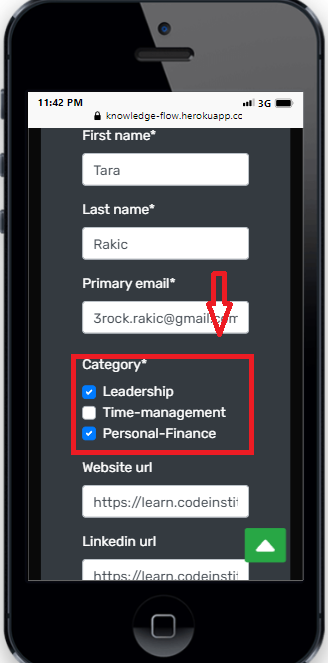 11:42 PM 3G
knowledge-flow.herokuapp.cc
First name*
Tara
Last name*
Rakic
Primary email*
3rock.rakic@gmail.com
Category*
Leadership
Time-management
Personal-Finance
Website url
https://learn.codeinsti
Linkedin url
https://learn.codeinsti